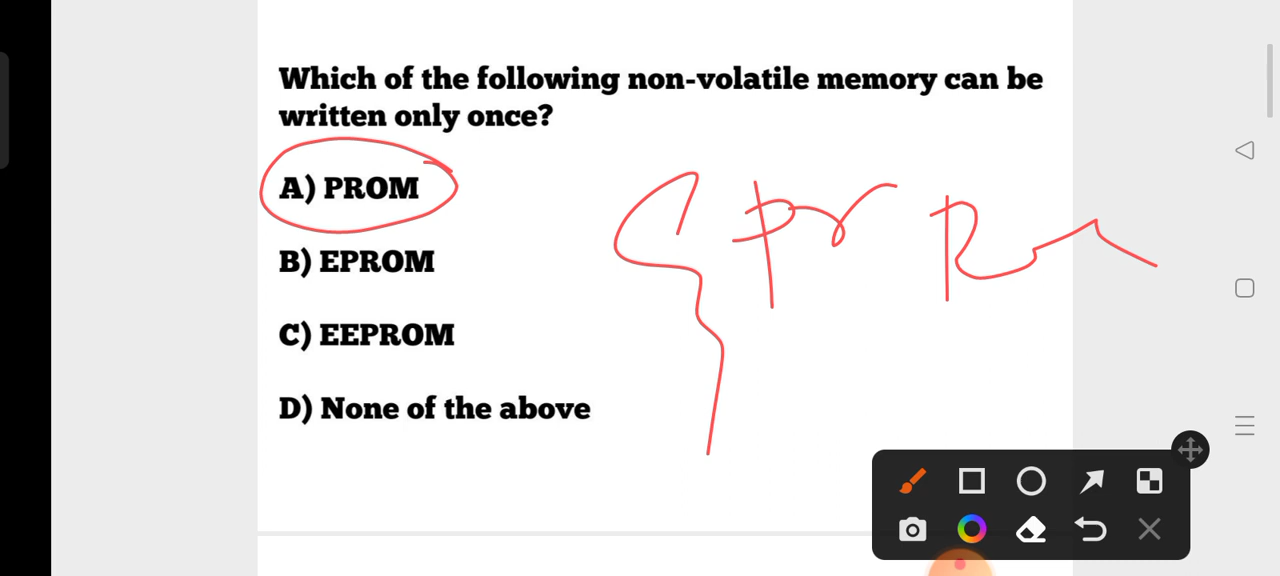 Which of the following non-volatile memory can be
written only once?
A) PROM
B) EPROM
C) EEPROM
D) None of the above